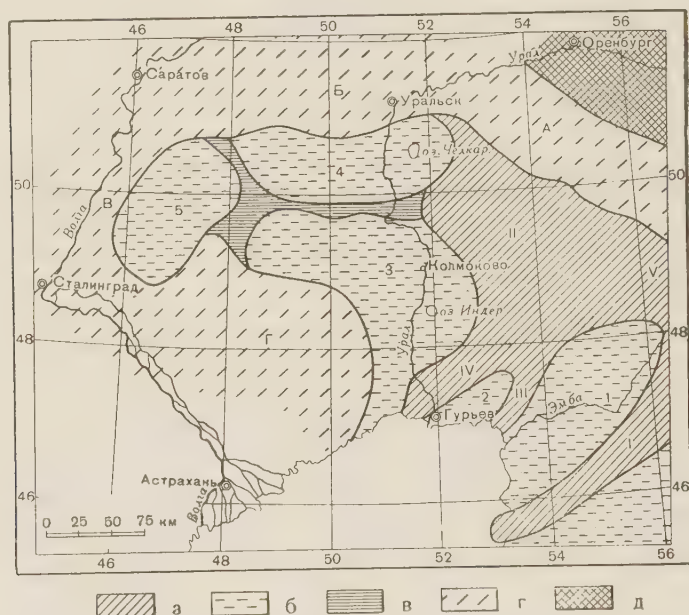 46 48 50 52 54 56
Саратов
Урал
Оренбург
Б
Уральск
А
оз. Челкар
50 50
4
В
5
Волга
II
3
Колмоково
V
Сталинград
оз Индер
48 48
Г
Урал
IV
2
III
Эмба
1
Гурьев
I
46 46
Астрахань
Волга
0 25 50 75 км
46 48 50 52 54 56
а б в г д